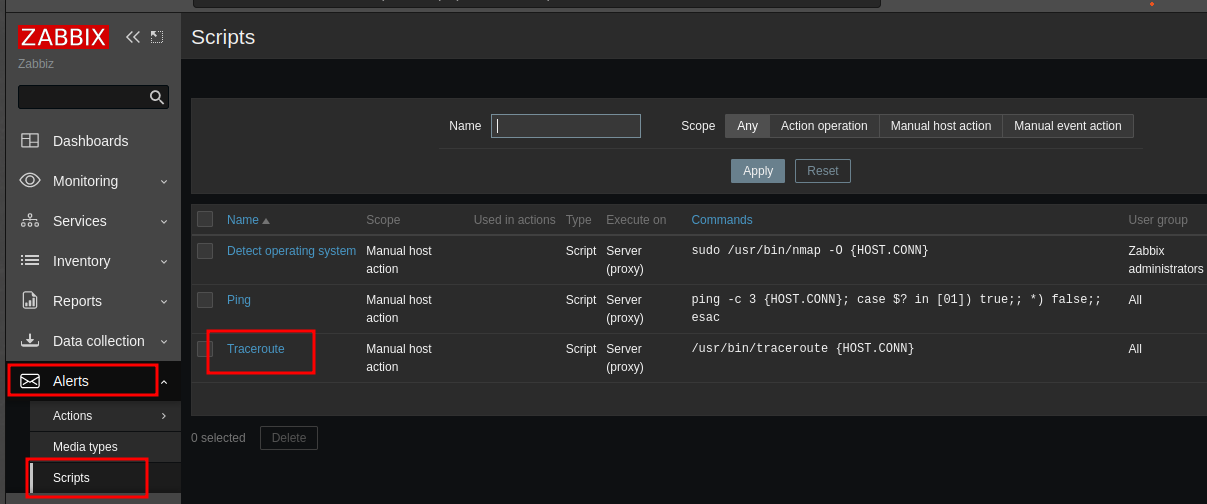 ZABBIX
Zabbiz
Dashboards
Monitoring
Services
Inventory
Reports
Data collection
Alerts
Actions
Media types
Scripts
Scripts
Name
Scope Any Action operation Manual host action Manual event action
Apply Reset
Name Scope Used in actions Type Execute on Commands User group
Detect operating system Manual host action Script Server (proxy) sudo /usr/bin/nmap -O {HOST.CONN} Zabbix administrators
Ping Manual host action Script Server (proxy) ping -c 3 {HOST.CONN}; case $? in [01]) true;; *) false;; esac All
Traceroute Manual host action Script Server (proxy) /usr/bin/traceroute {HOST.CONN} All
0 selected Delete